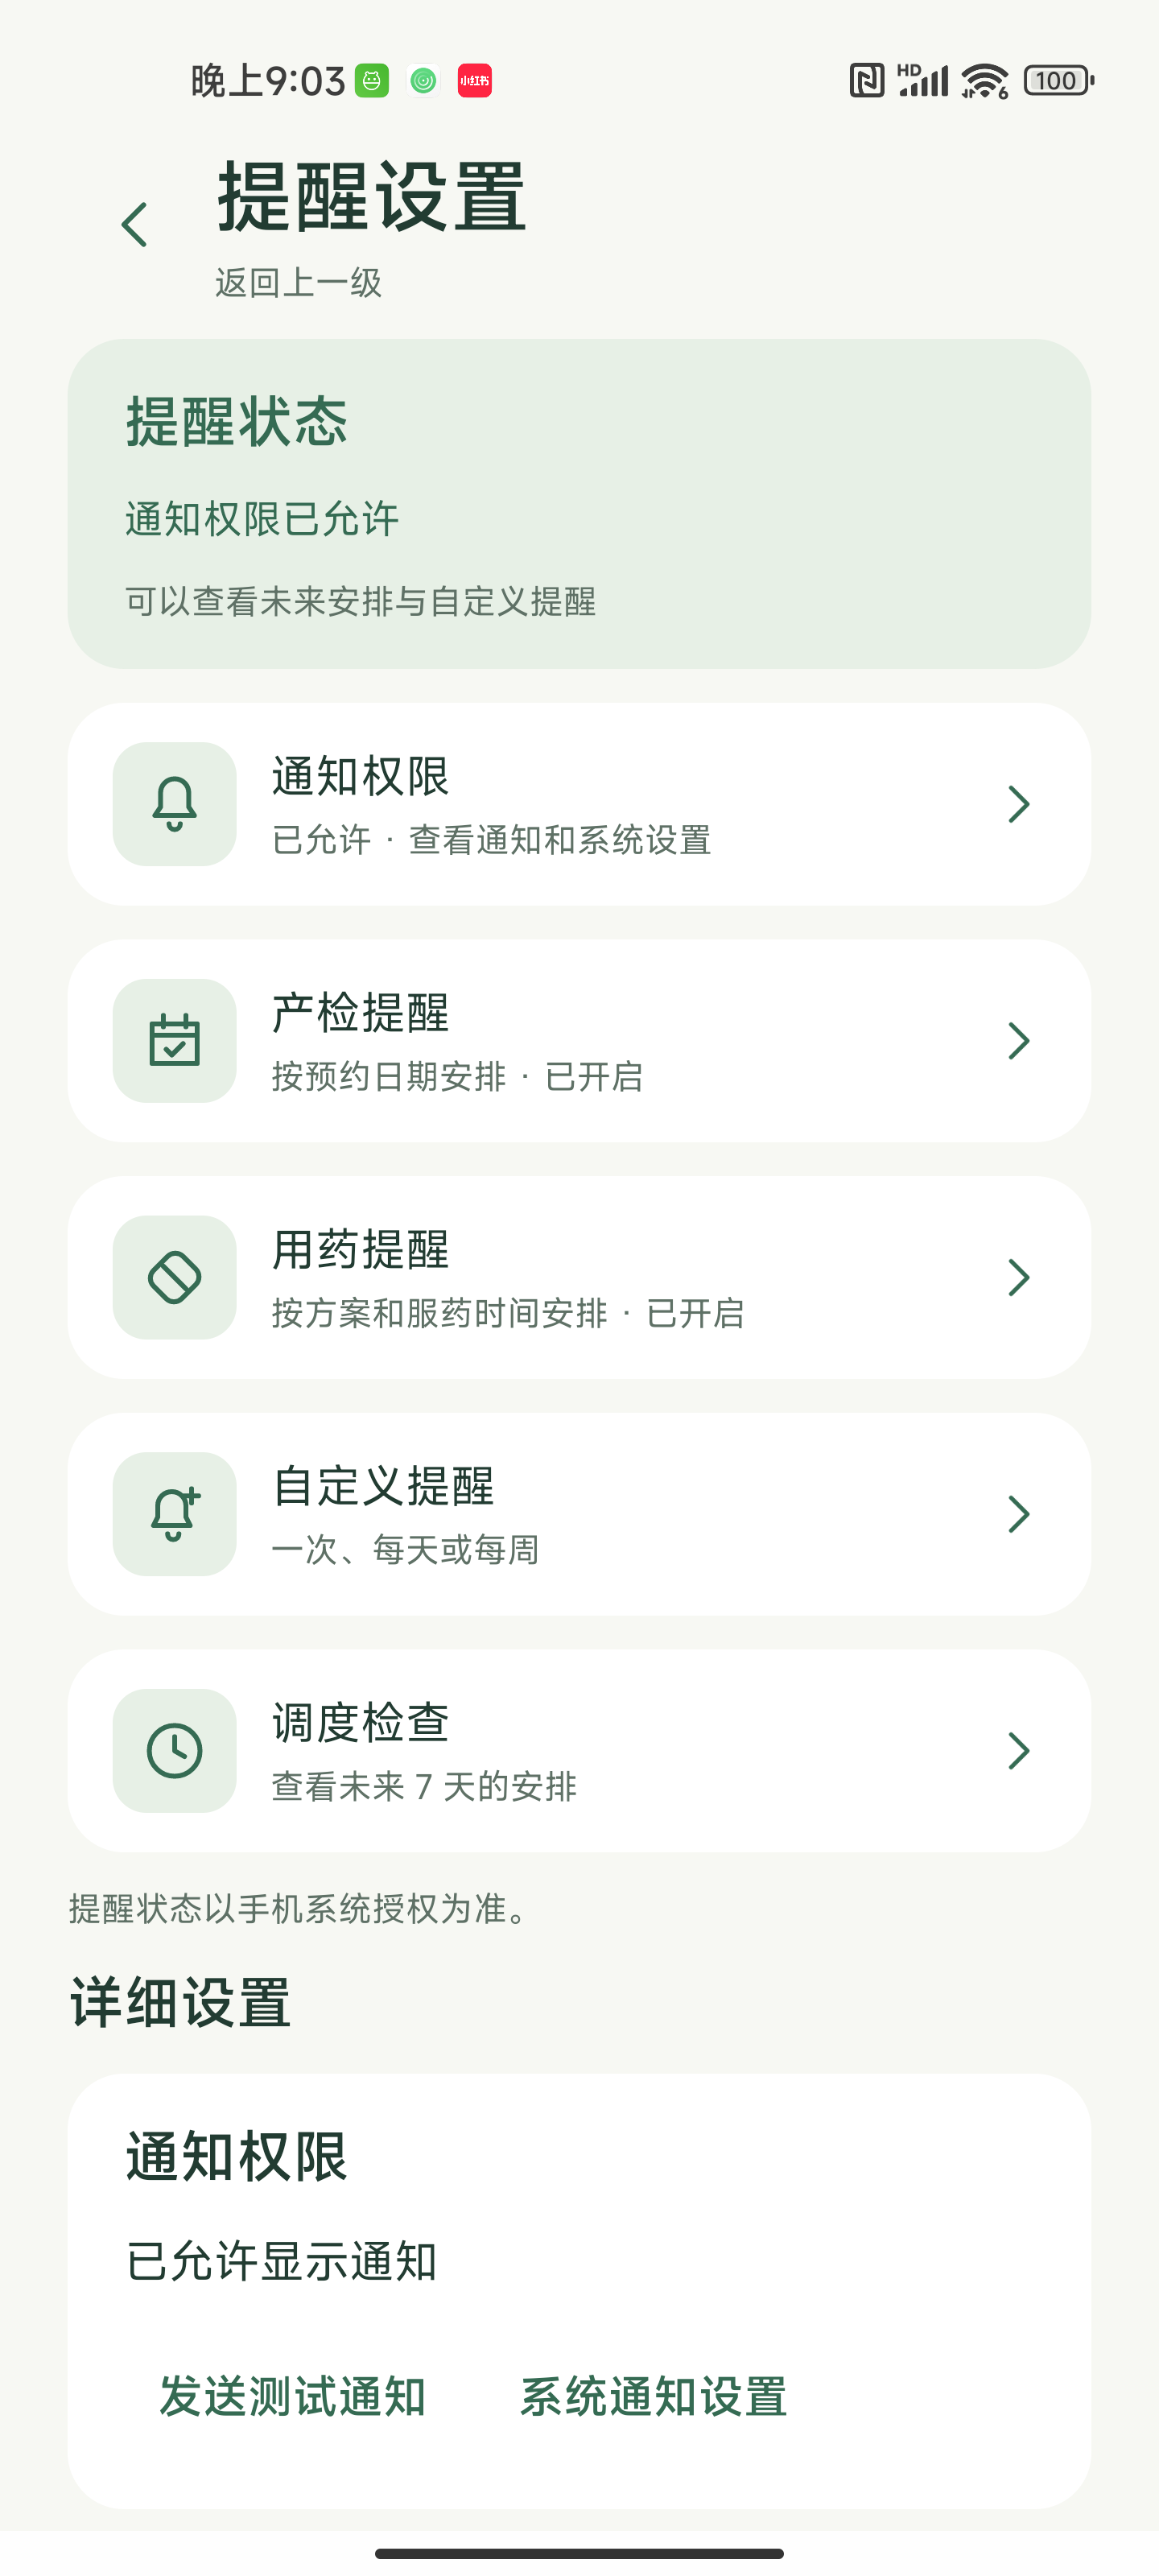 晚上9:03 小红书 HD 6 100
提醒设置
返回上一级
提醒状态
通知权限已允许
可以查看未来安排与自定义提醒
通知权限
已允许 · 查看通知和系统设置
产检提醒
按预约日期安排 · 已开启
用药提醒
按方案和服药时间安排 · 已开启
自定义提醒
一次、每天或每周
调度检查
查看未来 7 天的安排
提醒状态以手机系统授权为准。
详细设置
通知权限
已允许显示通知
发送测试通知 系统通知设置